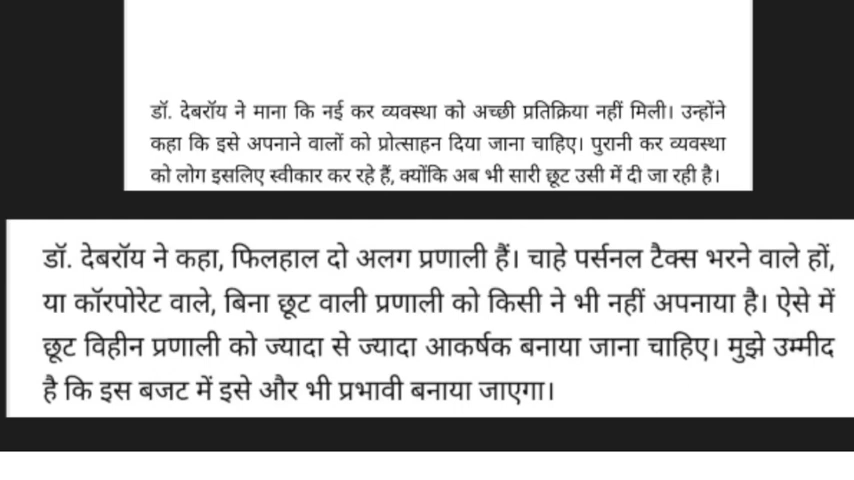 डॉ. देबरॉय ने माना कि नई कर व्यवस्था को अच्छी प्रतिक्रिया नहीं मिली। उन्होंने
कहा कि इसे अपनाने वालों को प्रोत्साहन दिया जाना चाहिए। पुरानी कर व्यवस्था
को लोग इसलिए स्वीकार कर रहे हैं, क्योंकि अब भी सारी छूट उसी में दी जा रही है।
डॉ. देबरॉय ने कहा, फिलहाल दो अलग प्रणाली हैं। चाहे पर्सनल टैक्स भरने वाले हों,
या कॉरपोरेट वाले, बिना छूट वाली प्रणाली को किसी ने भी नहीं अपनाया है। ऐसे में
छूट विहीन प्रणाली को ज्यादा से ज्यादा आकर्षक बनाया जाना चाहिए। मुझे उम्मीद
है कि इस बजट में इसे और भी प्रभावी बनाया जाएगा।